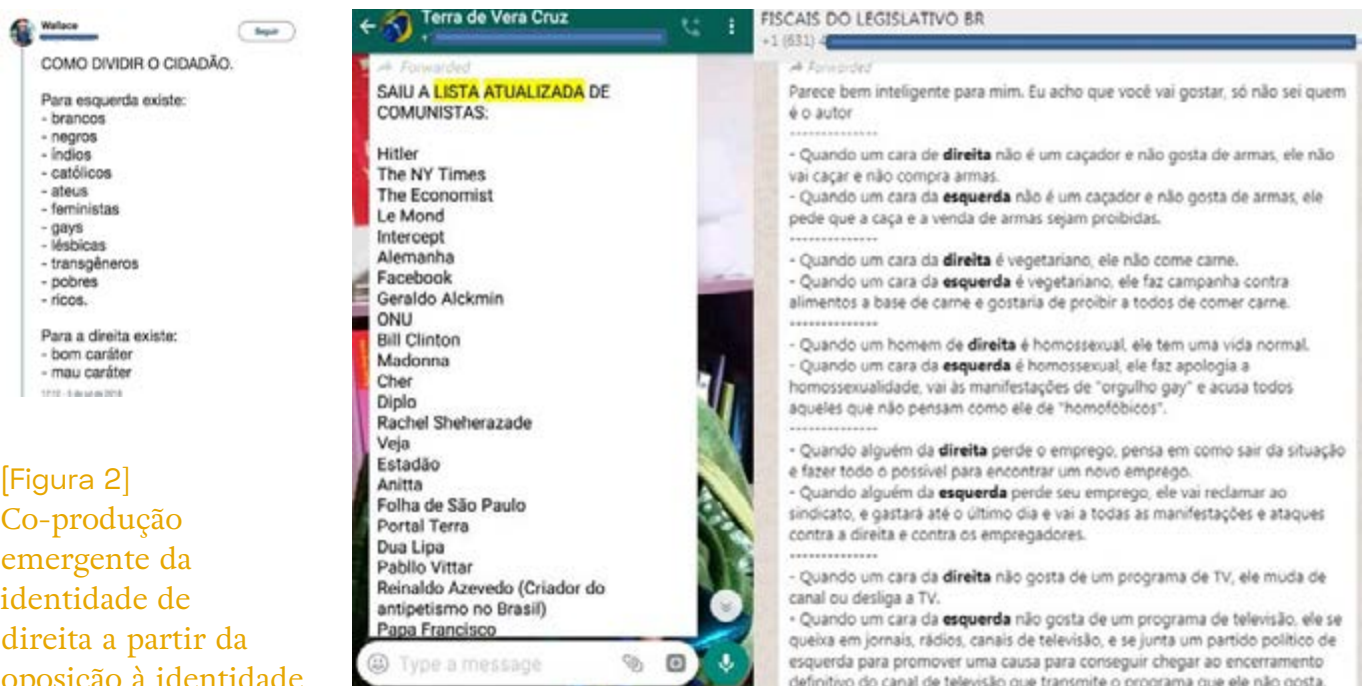 Wallace
Seguir
COMO DIVIDIR O CIDADÃO.
Para esquerda existe:
- brancos
- negros
- índios
- católicos
- ateus
- feministas
- gays
- lésbicas
- transgêneros
- pobres
- ricos.
Para a direita existe:
- bom caráter
- mau caráter
[Figura 2]
Co-produção
emergente da
identidade de
direita a partir da
oposição à identidade
Terra de Vera Cruz
Forwarded
SAIU A LISTA ATUALIZADA DE
COMUNISTAS:
Hitler
The NY Times
The Economist
Le Mond
Intercept
Alemanha
Facebook
Geraldo Alckmin
ONU
Bill Clinton
Madonna
Cher
Diplo
Rachel Sheherazade
Veja
Estadão
Anitta
Folha de São Paulo
Portal Terra
Dua Lipa
Pabllo Vittar
Reinaldo Azevedo (Criador do
antipetismo no Brasil)
Papa Francisco
Type a message
FISCAIS DO LEGISLATIVO BR
+1 (631) 4
Forwarded
Parece bem inteligente para mim. Eu acho que você vai gostar, só não sei quem
é o autor
--------------
- Quando um cara de direita não é um caçador e não gosta de armas, ele não
vai caçar e não compra armas.
- Quando um cara da esquerda não é um caçador e não gosta de armas, ele
pede que a caça e a venda de armas sejam proibidas.
--------------
- Quando um cara da direita é vegetariano, ele não come carne.
- Quando um cara da esquerda é vegetariano, ele faz campanha contra
alimentos a base de carne e gostaria de proibir a todos de comer carne.
--------------
- Quando um homem de direita é homossexual, ele tem uma vida normal.
- Quando um cara da esquerda é homossexual, ele faz apologia a
homossexualidade, vai às manifestações de "orgulho gay" e acusa todos
aqueles que não pensam como ele de "homofóbicos".
--------------
- Quando alguém da direita perde o emprego, pensa em como sair da situação
e fazer todo o possível para encontrar um novo emprego.
- Quando alguém da esquerda perde seu emprego, ele vai reclamar ao
sindicato, e gastará até o último dia e vai a todas as manifestações e ataques
contra a direita e contra os empregadores.
--------------
- Quando um cara da direita não gosta de um programa de TV, ele muda de
canal ou desliga a TV.
- Quando um cara da esquerda não gosta de um programa de televisão, ele se
queixa em jornais, rádios, canais de televisão, e se junta um partido político de
esquerda para promover uma causa para conseguir chegar ao encerramento
definitivo do canal de televisão que transmite o programa que ele não gosta.